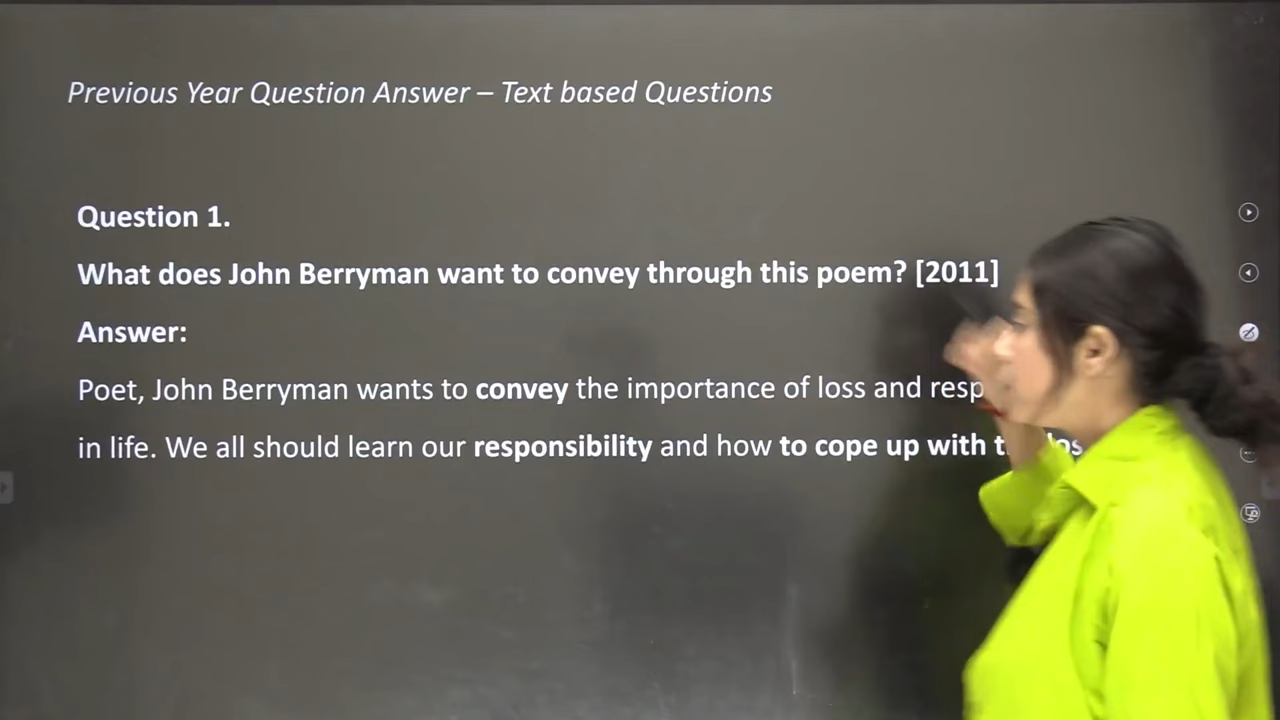 Previous Year Question Answer – Text based Questions
Question 1.
What does John Berryman want to convey through this poem? [2011]
Answer:
Poet, John Berryman wants to convey the importance of loss and
in life. We all should learn our responsibility and how to cope up with